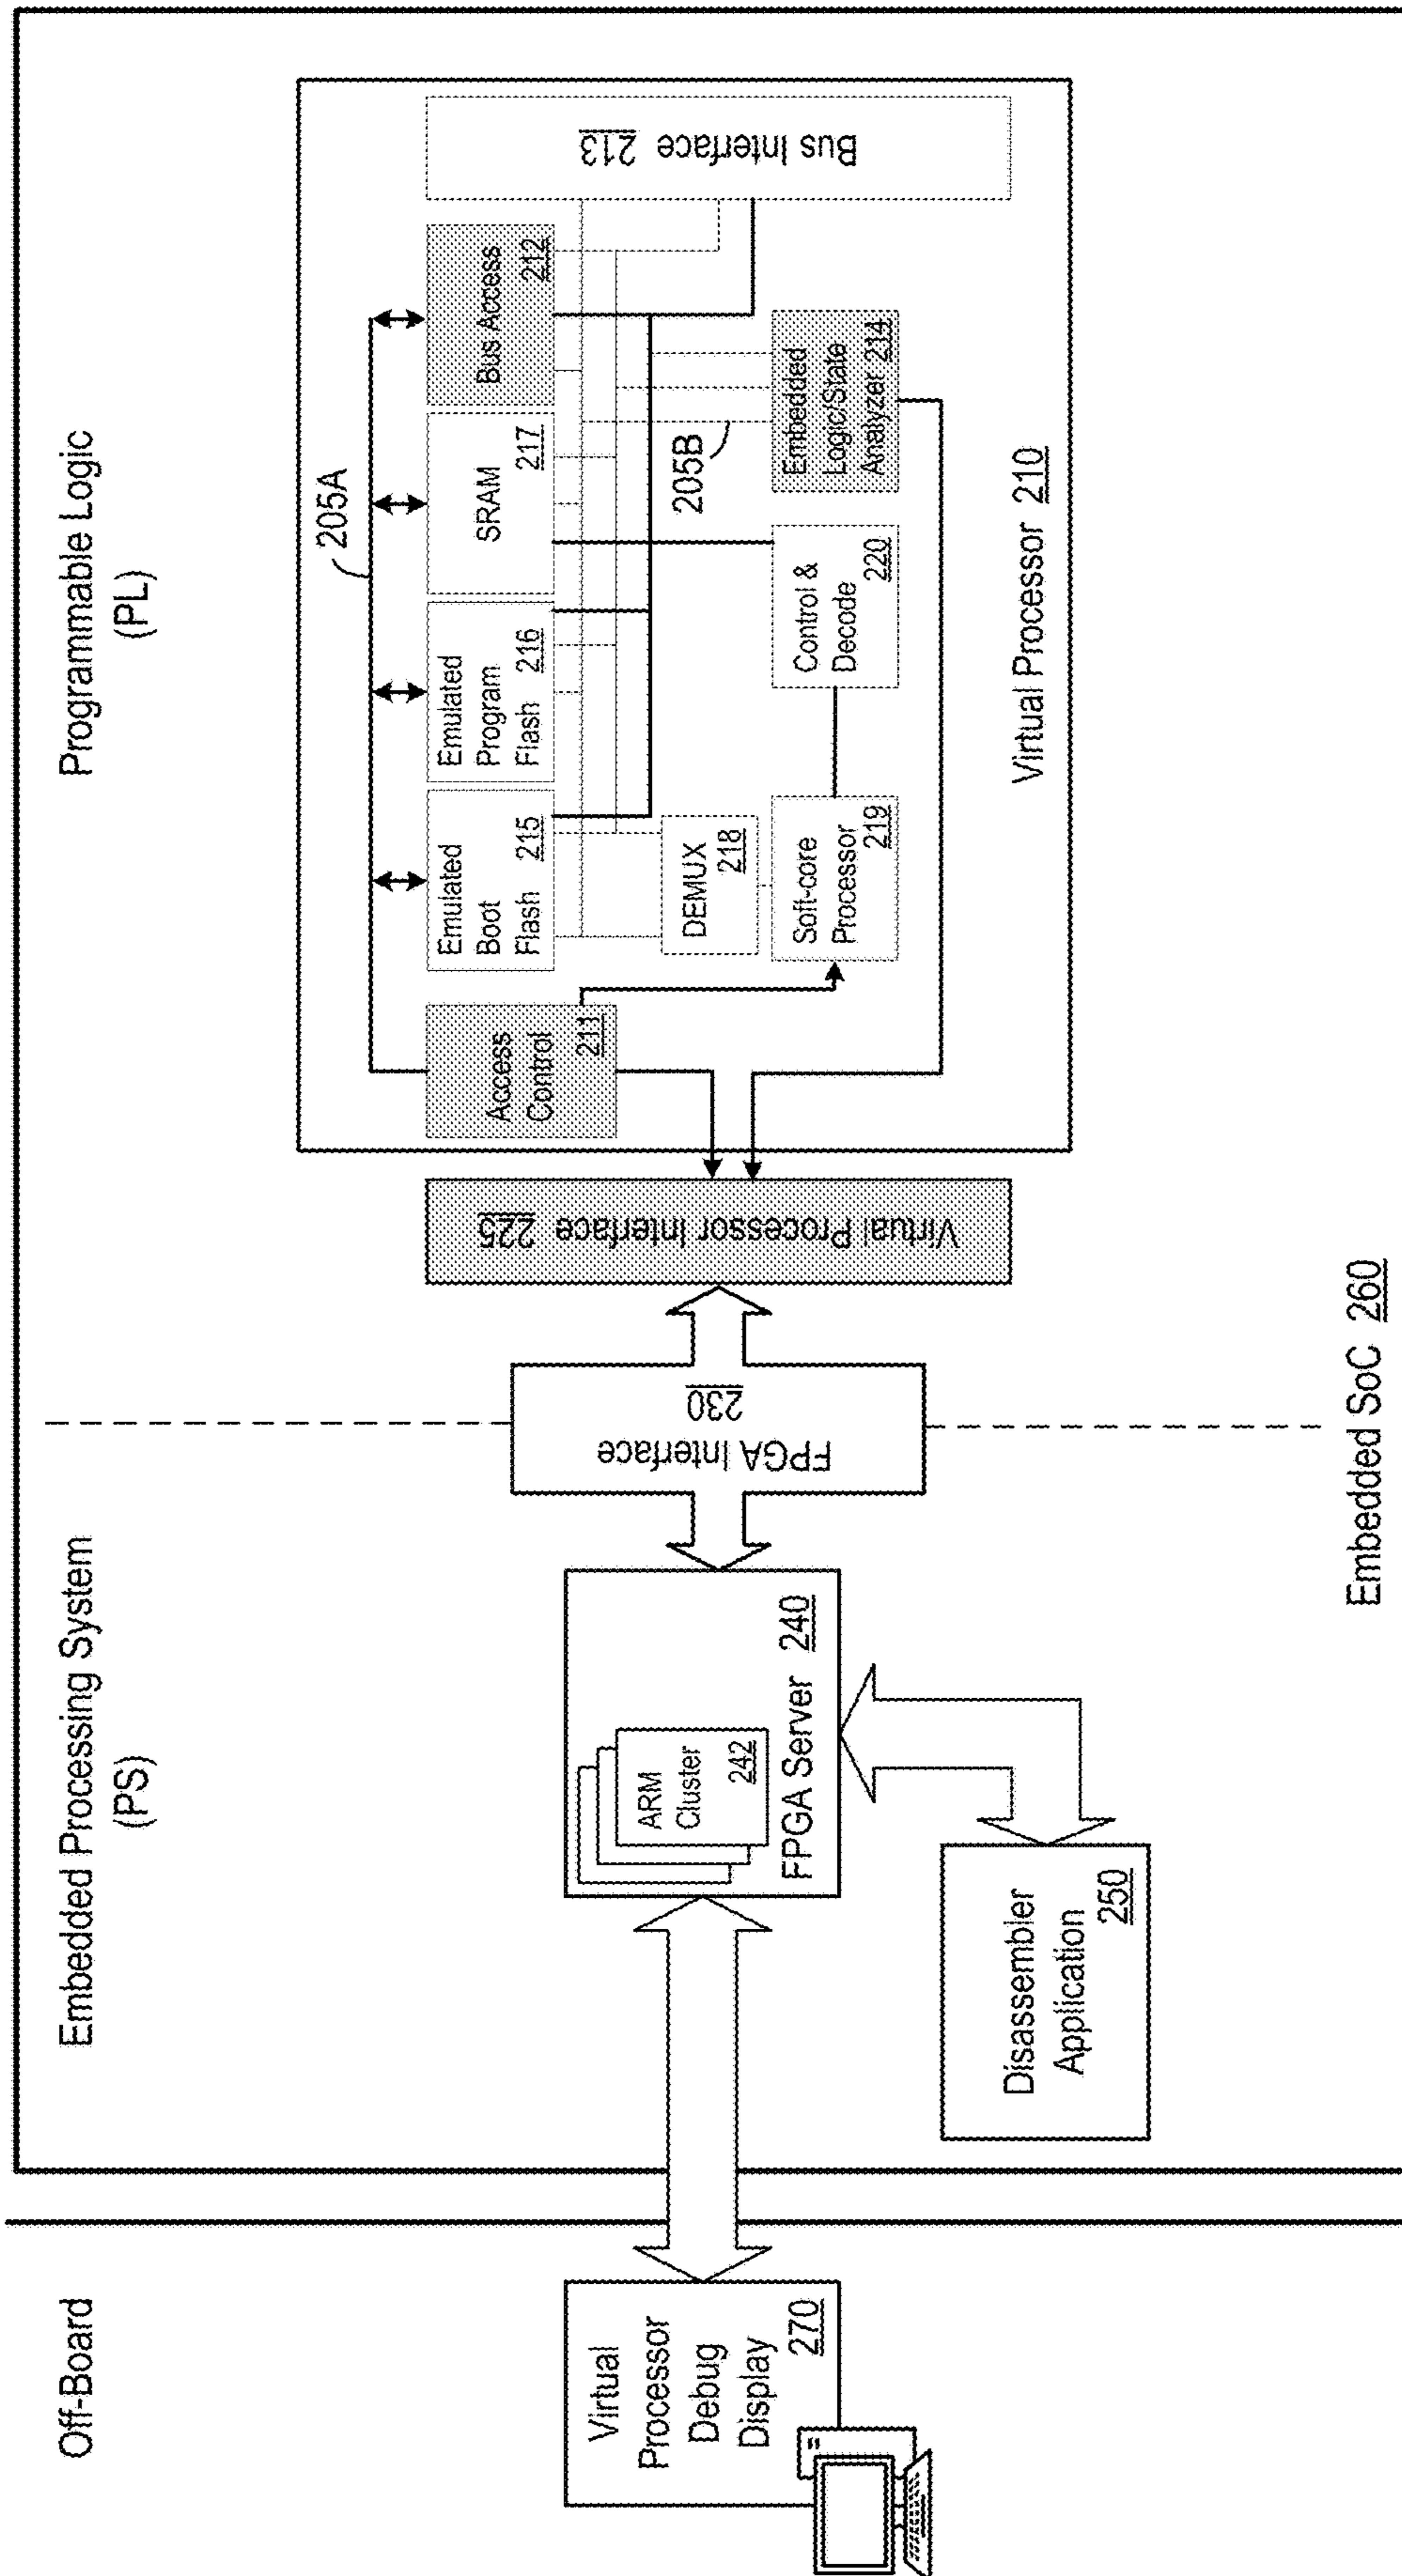 Off-Board
Embedded Processing System
(PS)
Programmable Logic
(PL)
Virtual
Processor
Debug
Display
270
ARM
Cluster
242
FPGA Server 240
Disassembler
Application
250
FPGA Interface
230
Virtual Processor Interface 225
Embedded SoC 260
205A
Access
Control
211
Emulated
Boot
Flash 215
Emulated
Program
Flash 216
SRAM
217
Bus Access
212
Bus Interface 213
DEMUX
218
205B
Soft-core
Processor
219
Control &
Decode
220
Embedded
Logic/State
Analyzer 214
Virtual Processor 210